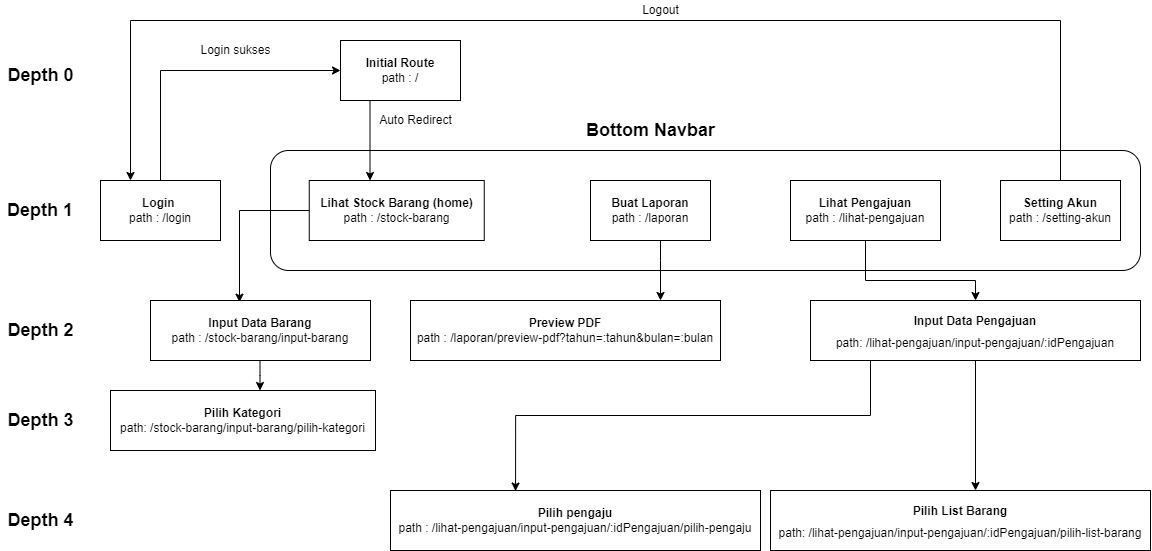 Logout
Login sukses
Depth 0
Initial Route
path : /
Auto Redirect
Bottom Navbar
Depth 1
Login
path : /login
Lihat Stock Barang (home)
path : /stock-barang
Buat Laporan
path : /laporan
Lihat Pengajuan
path : /lihat-pengajuan
Setting Akun
path : /setting-akun
Depth 2
Input Data Barang
path : /stock-barang/input-barang
Preview PDF
path : /laporan/preview-pdf?tahun=:tahun&bulan=:bulan
Input Data Pengajuan
path: /lihat-pengajuan/input-pengajuan/:idPengajuan
Depth 3
Pilih Kategori
path: /stock-barang/input-barang/pilih-kategori
Depth 4
Pilih pengaju
path : /lihat-pengajuan/input-pengajuan/:idPengajuan/pilih-pengaju
Pilih List Barang
path: /lihat-pengajuan/input-pengajuan/:idPengajuan/pilih-list-barang